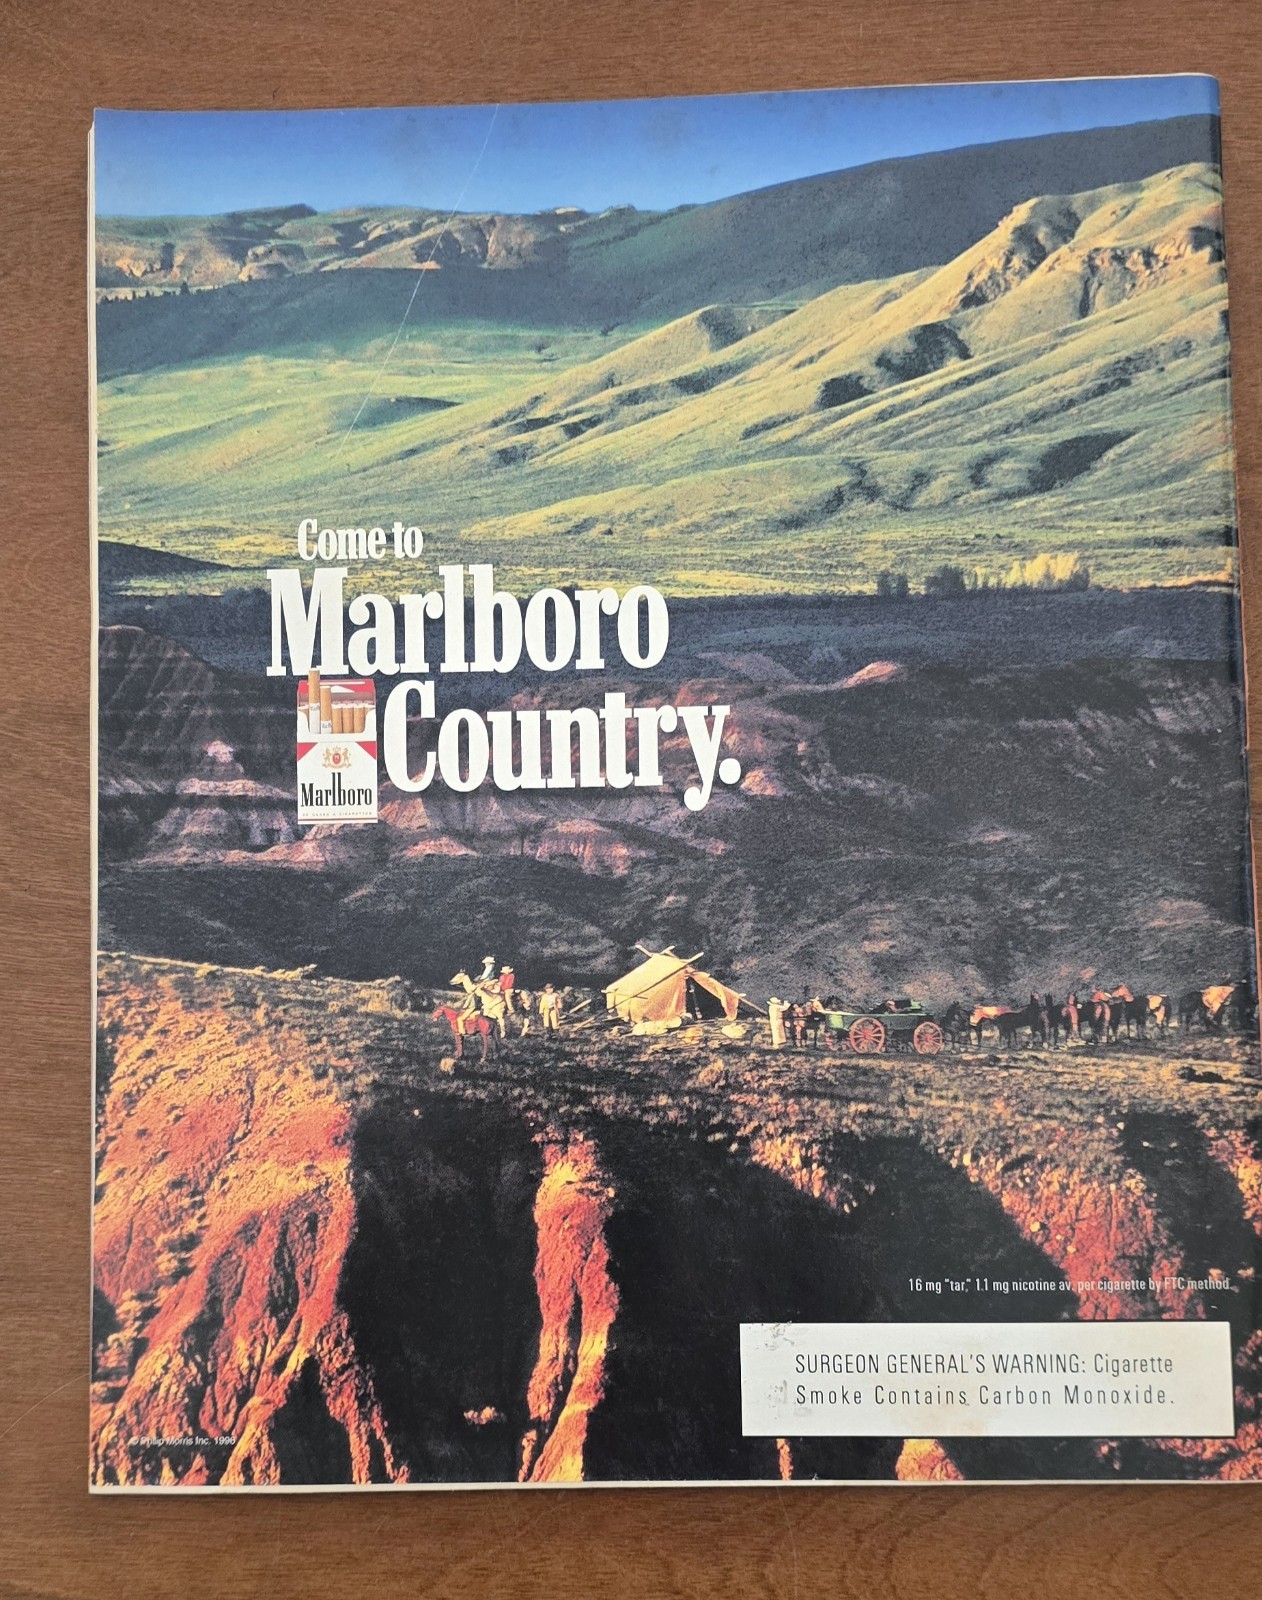 Come to
Marlboro
Country.
Marlboro
16 mg "tar," 1.1 mg nicotine av. per cigarette by FTC method.
SURGEON GENERAL'S WARNING: Cigarette
Smoke Contains Carbon Monoxide.
© Philip Morris Inc. 1996